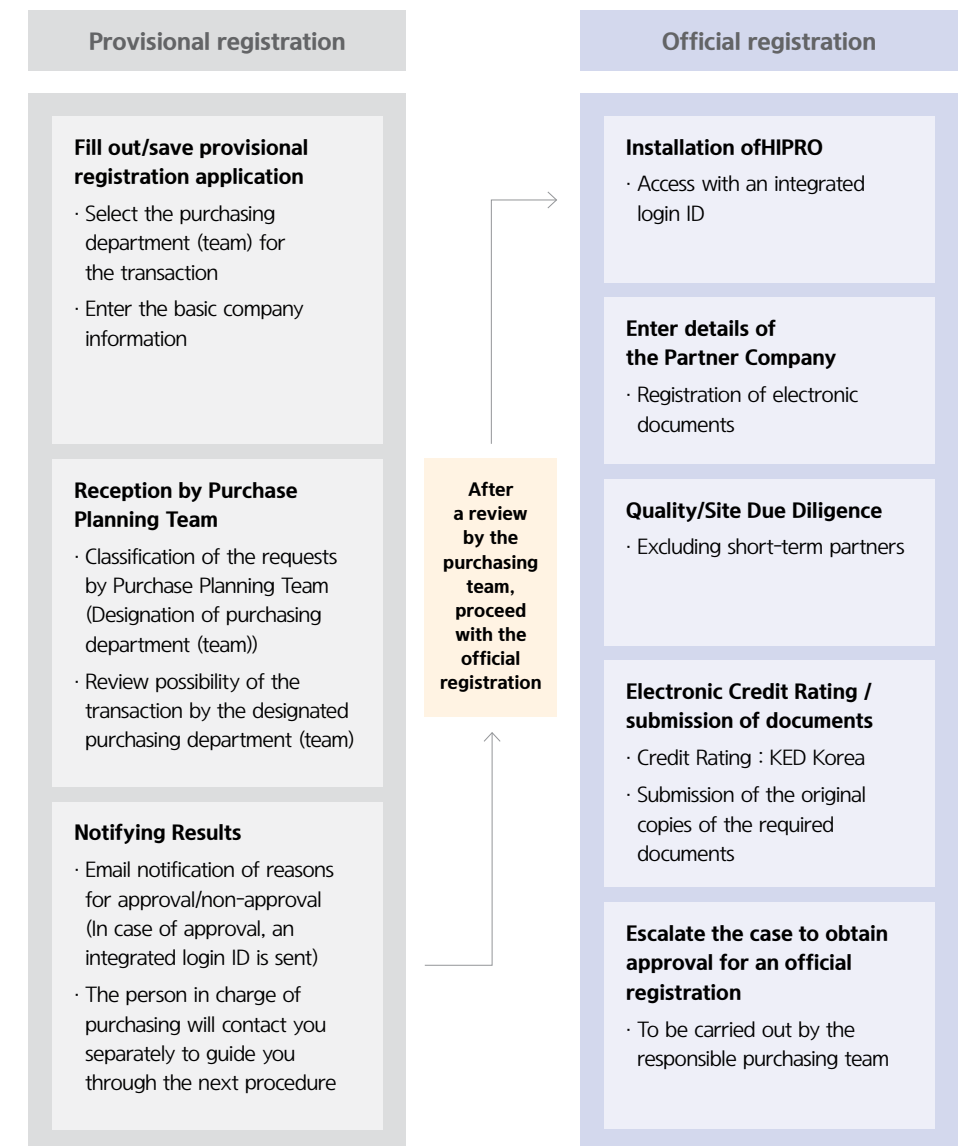 Provisional registration
Fill out/save provisional
registration application
· Select the purchasing
department (team) for
the transaction
· Enter the basic company
information
Reception by Purchase
Planning Team
· Classification of the requests
by Purchase Planning Team
(Designation of purchasing
department (team))
· Review possibility of the
transaction by the designated
purchasing department (team)
Notifying Results
· Email notification of reasons
for approval/non-approval
(In case of approval, an
integrated login ID is sent)
· The person in charge of
purchasing will contact you
separately to guide you
through the next procedure
After
a review
by the
purchasing
team,
proceed
with the
official
registration
Official registration
Installation ofHIPRO
· Access with an integrated
login ID
Enter details of
the Partner Company
· Registration of electronic
documents
Quality/Site Due Diligence
· Excluding short-term partners
Electronic Credit Rating /
submission of documents
· Credit Rating : KED Korea
· Submission of the original
copies of the required
documents
Escalate the case to obtain
approval for an official
registration
· To be carried out by the
responsible purchasing team